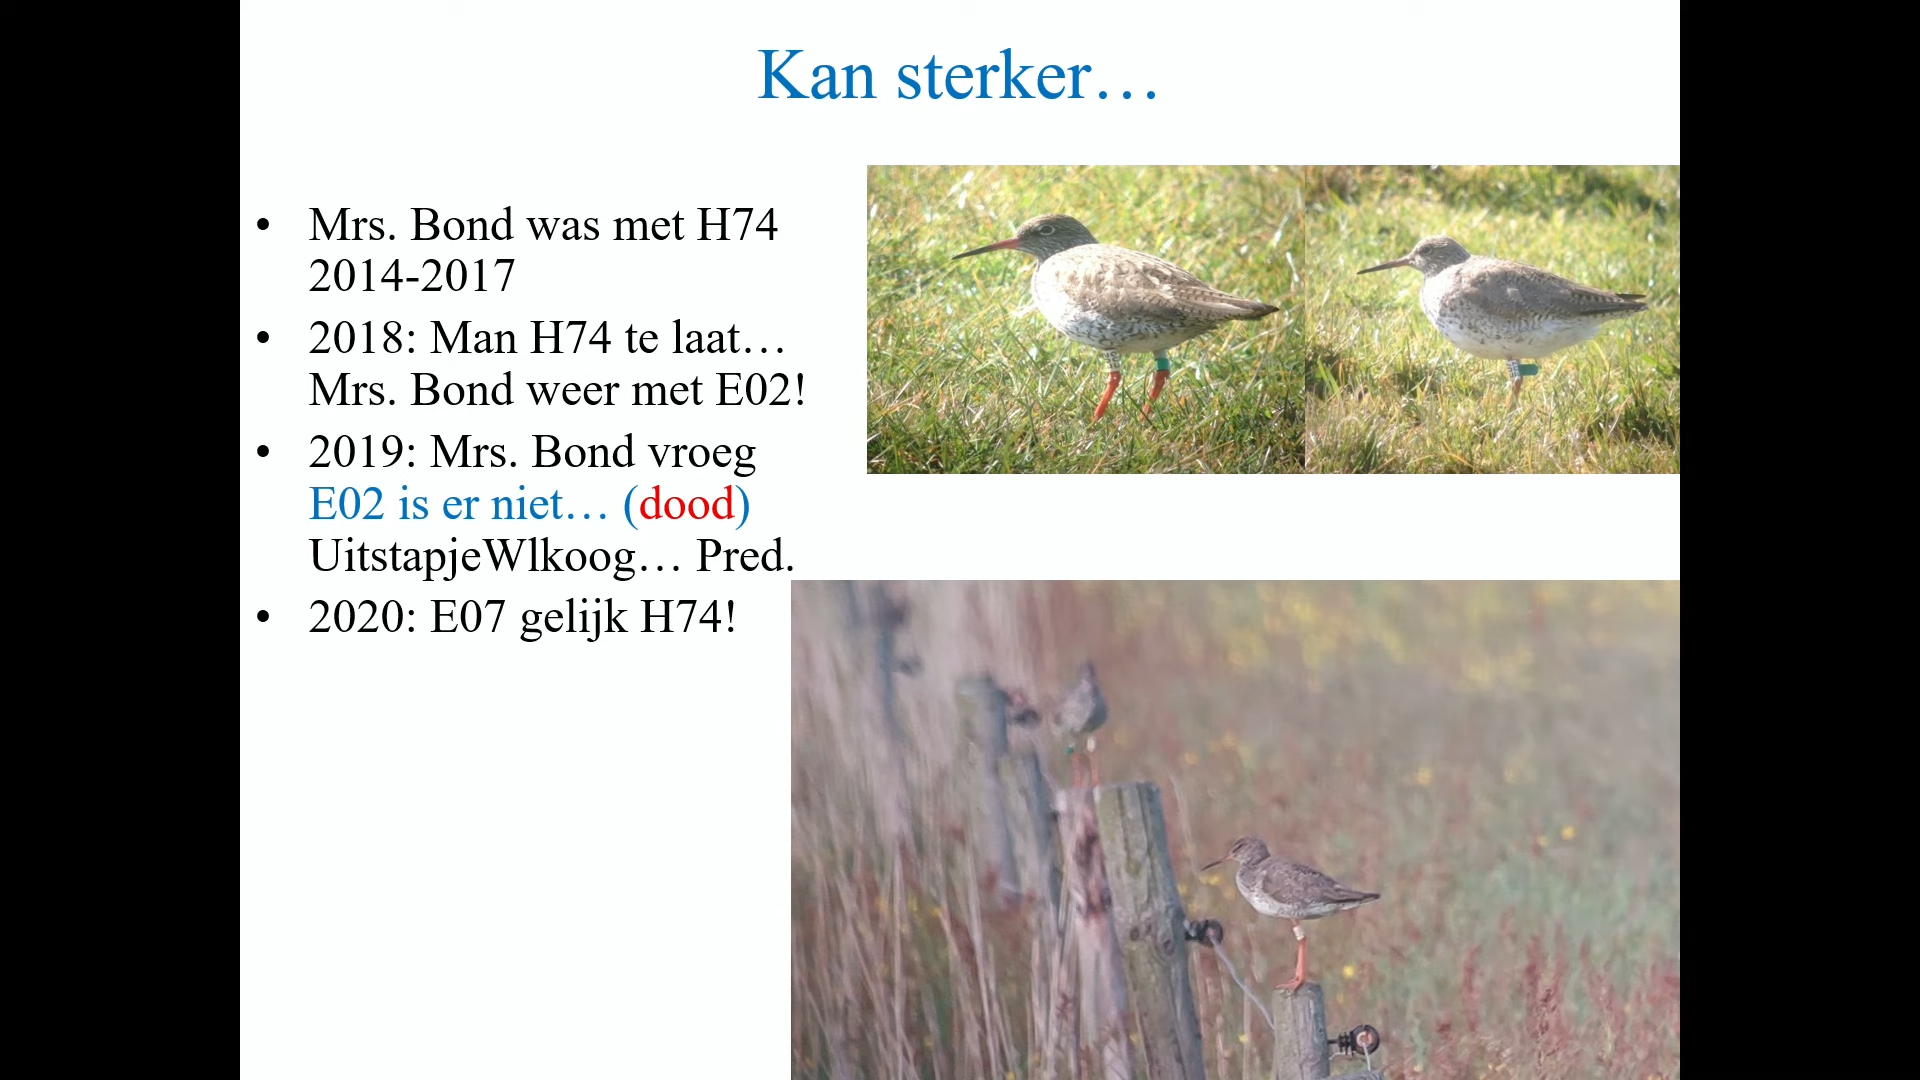 Kan sterker…
• Mrs. Bond was met H74
2014-2017
• 2018: Man H74 te laat…
Mrs. Bond weer met E02!
• 2019: Mrs. Bond vroeg
E02 is er niet… (dood)
UitstapjeWlkoog… Pred.
• 2020: E07 gelijk H74!